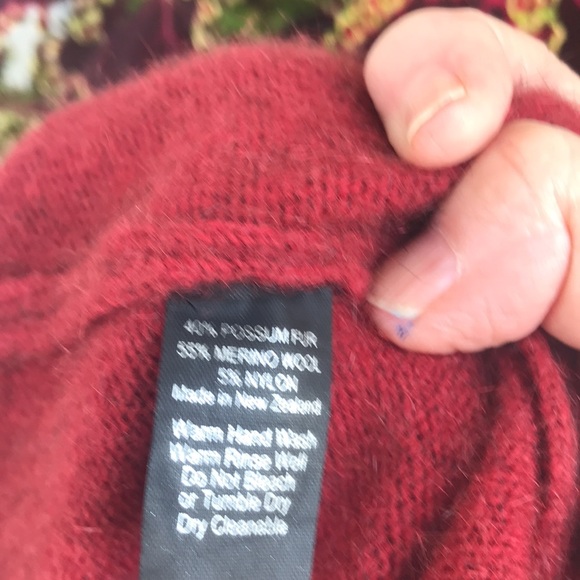 40% POSSUM FUR
55% MERINO WOOL
5% NYLON
Made in New Zealand
Warm Hand Wash
Warm Rinse Well
Do Not Bleach
or Tumble Dry
Dry Cleanable